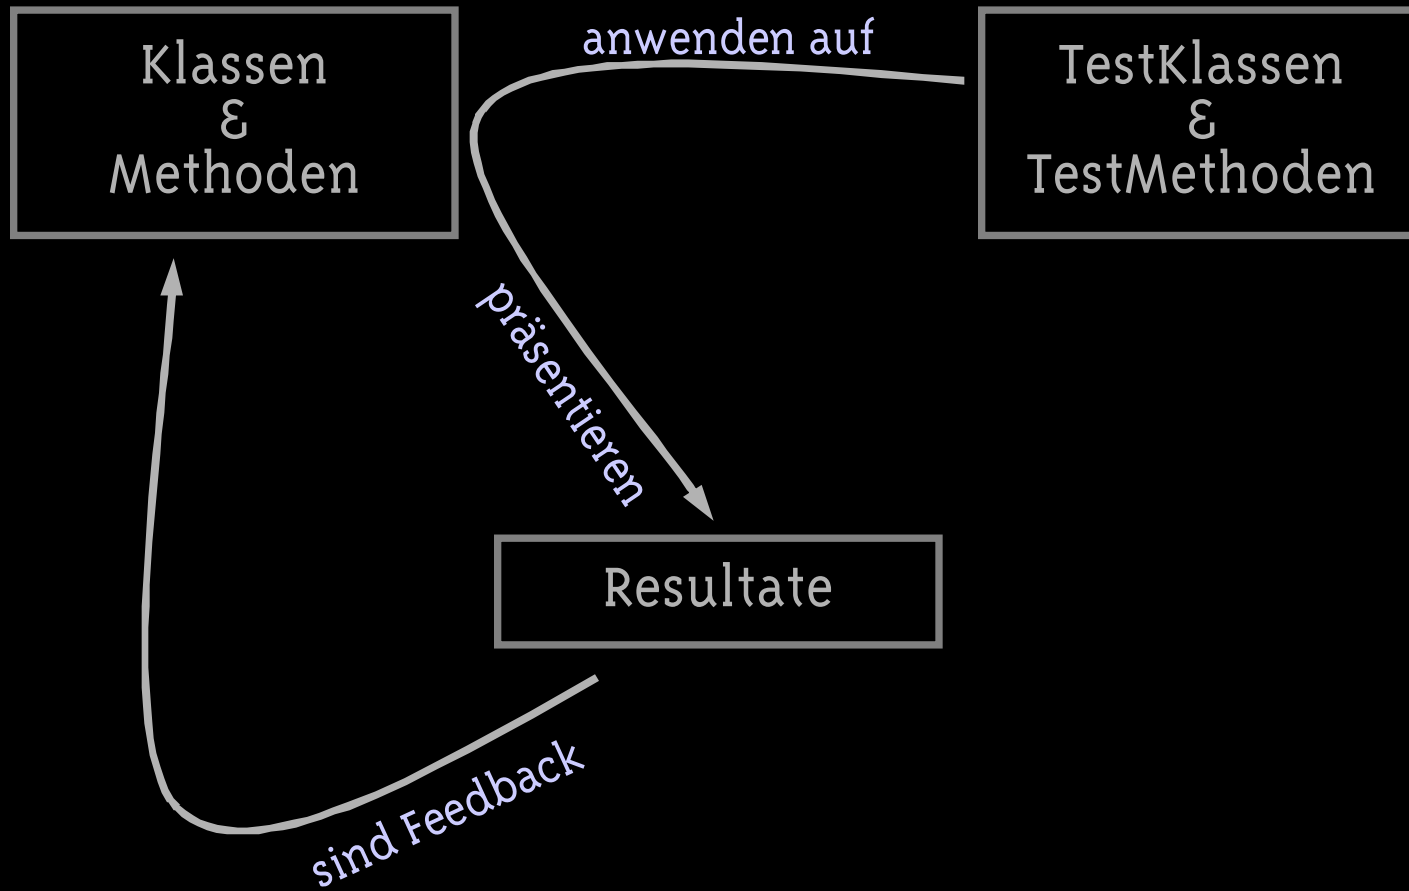 Klassen
&
Methoden
anwenden auf
TestKlassen
&
TestMethoden
präsentieren
Resultate
sind Feedback